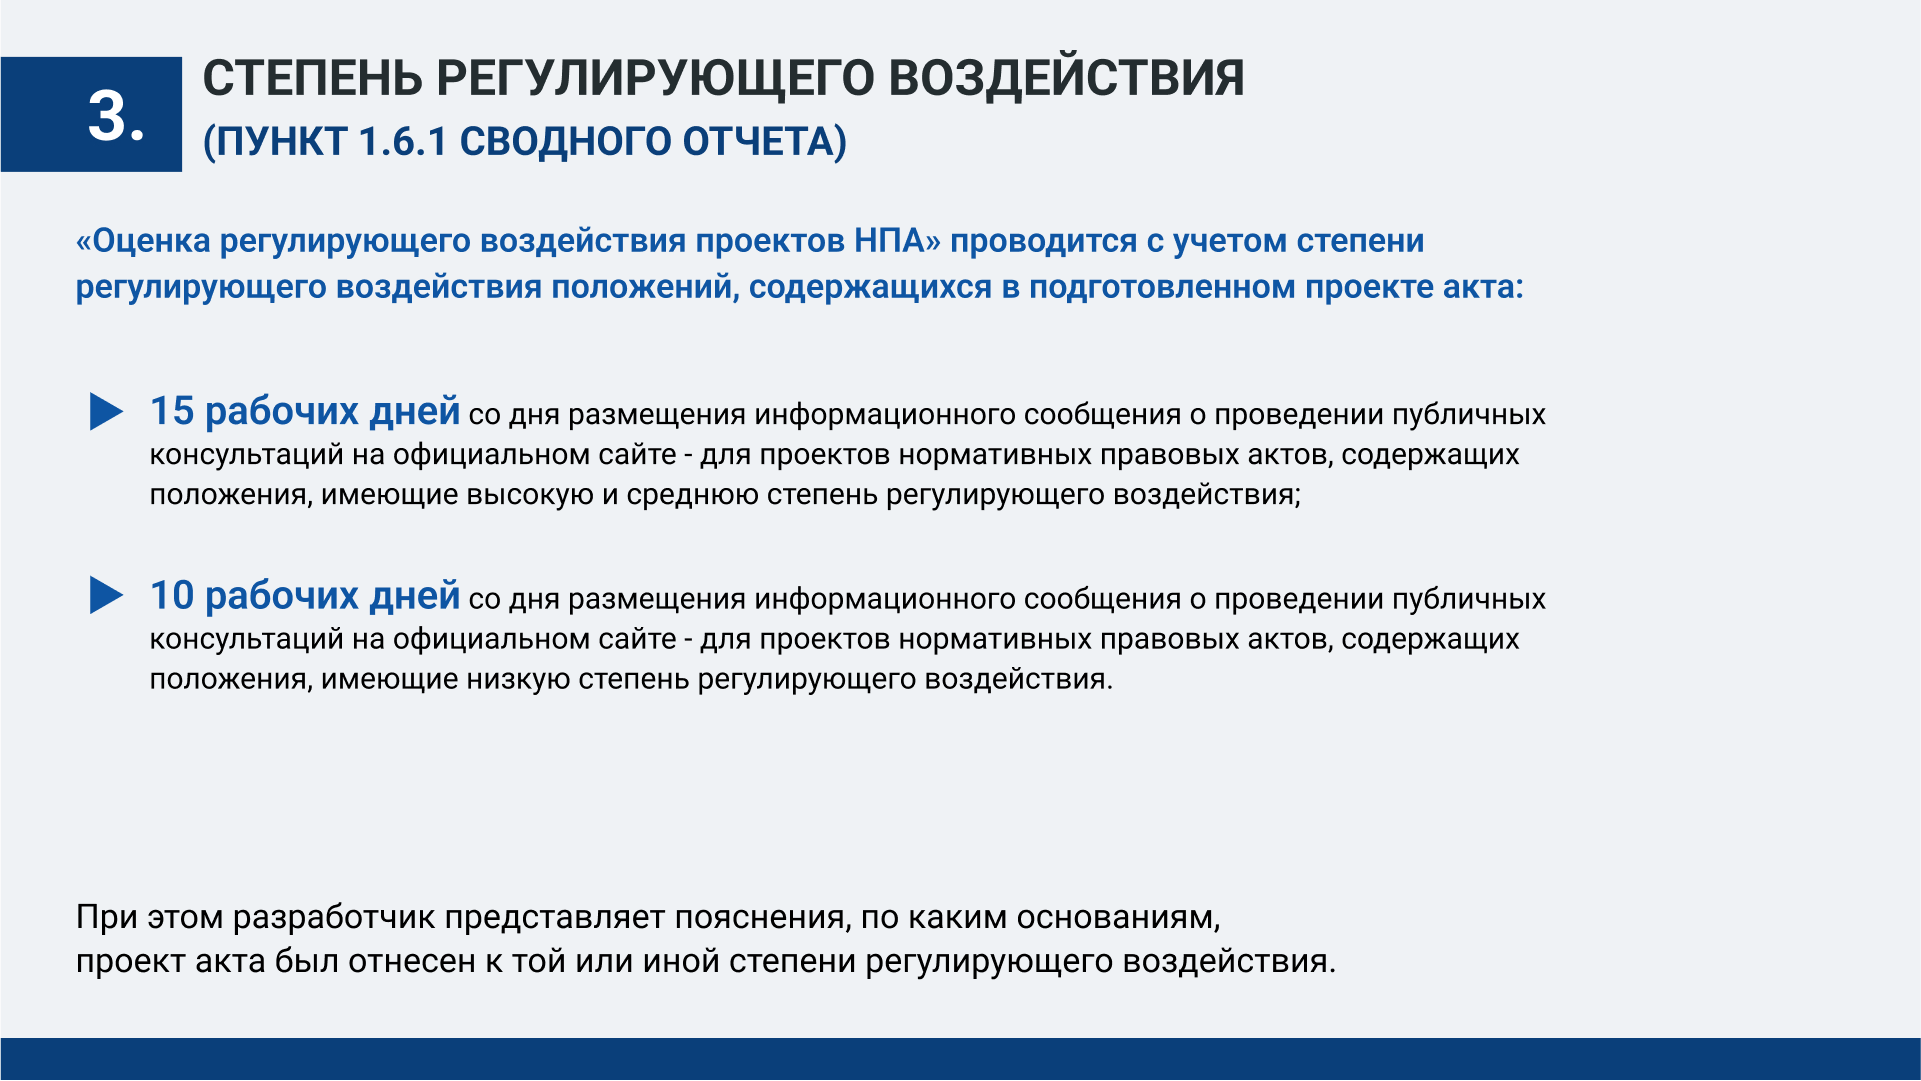 3.
СТЕПЕНЬ РЕГУЛИРУЮЩЕГО ВОЗДЕЙСТВИЯ
(ПУНКТ 1.6.1 СВОДНОГО ОТЧЕТА)
«Оценка регулирующего воздействия проектов НПА» проводится с учетом степени
регулирующего воздействия положений, содержащихся в подготовленном проекте акта:
15 рабочих дней со дня размещения информационного сообщения о проведении публичных
консультаций на официальном сайте - для проектов нормативных правовых актов, содержащих
положения, имеющие высокую и среднюю степень регулирующего воздействия;
10 рабочих дней со дня размещения информационного сообщения о проведении публичных
консультаций на официальном сайте - для проектов нормативных правовых актов, содержащих
положения, имеющие низкую степень регулирующего воздействия.
При этом разработчик представляет пояснения, по каким основаниям,
проект акта был отнесен к той или иной степени регулирующего воздействия.